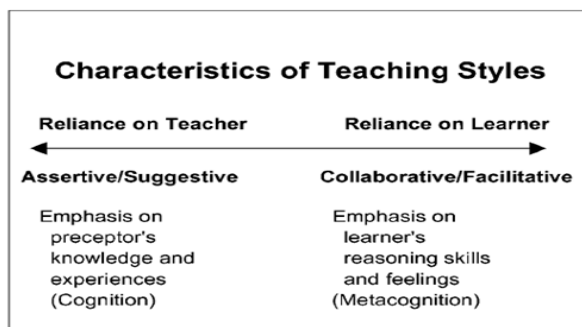 Characteristics of Teaching Styles
Reliance on Teacher
Reliance on Learner
Assertive/Suggestive
Collaborative/Facilitative
Emphasis on
preceptor's
knowledge and
experiences
(Cognition)
Emphasis on
learner's
reasoning skills
and feelings
(Metacognition)